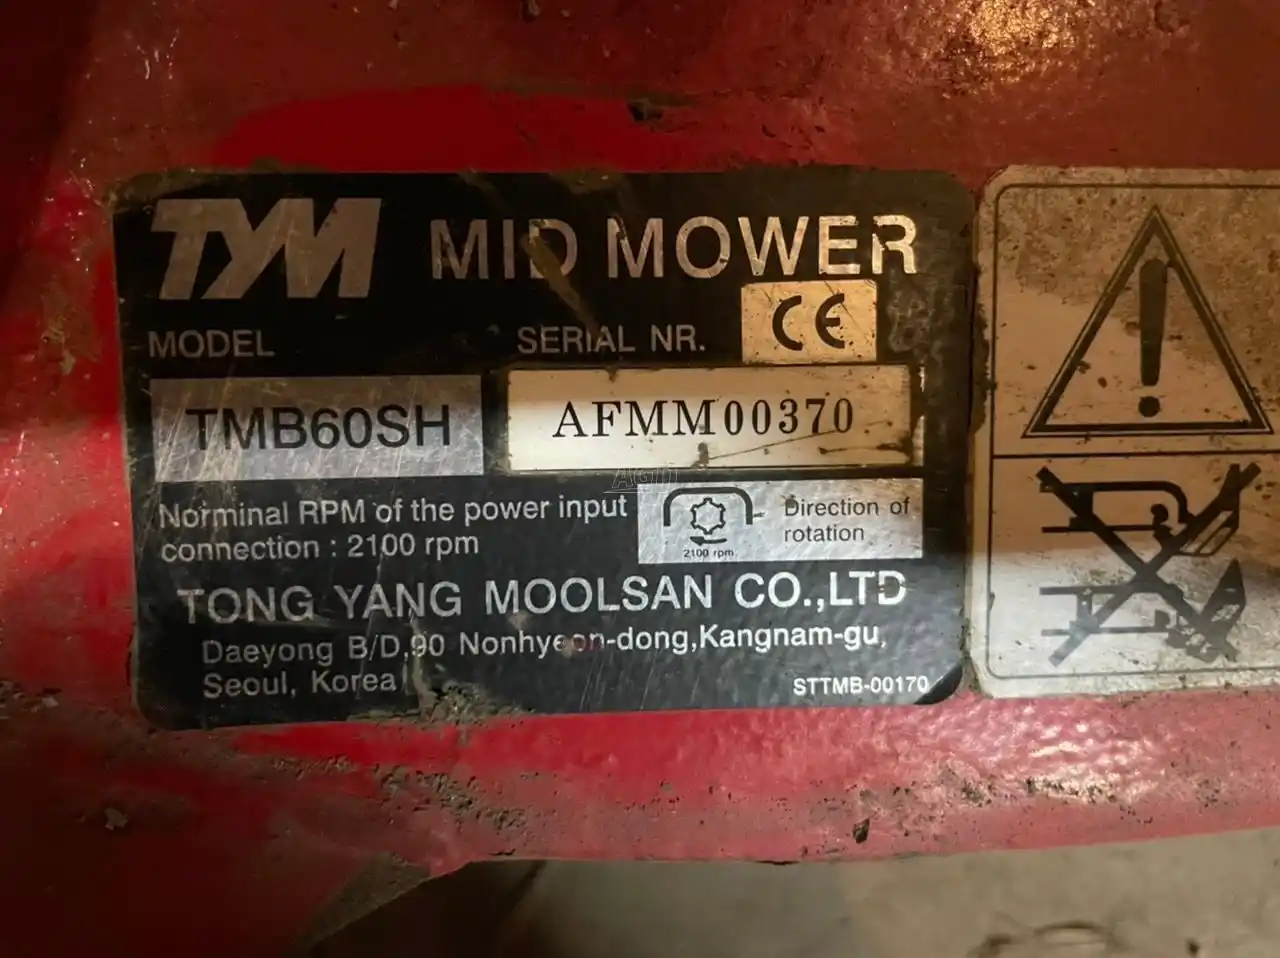 TYM MID MOWER
CE
MODEL SERIAL NR.
TMB60SH AFMM00370
Norminal RPM of the power input
connection : 2100 rpm
Direction of
rotation
2100 rpm
TONG YANG MOOLSAN CO.,LTD
Daeyong B/D,90 Nonhyeon-dong,Kangnam-gu,
Seoul, Korea
STTMB-00170